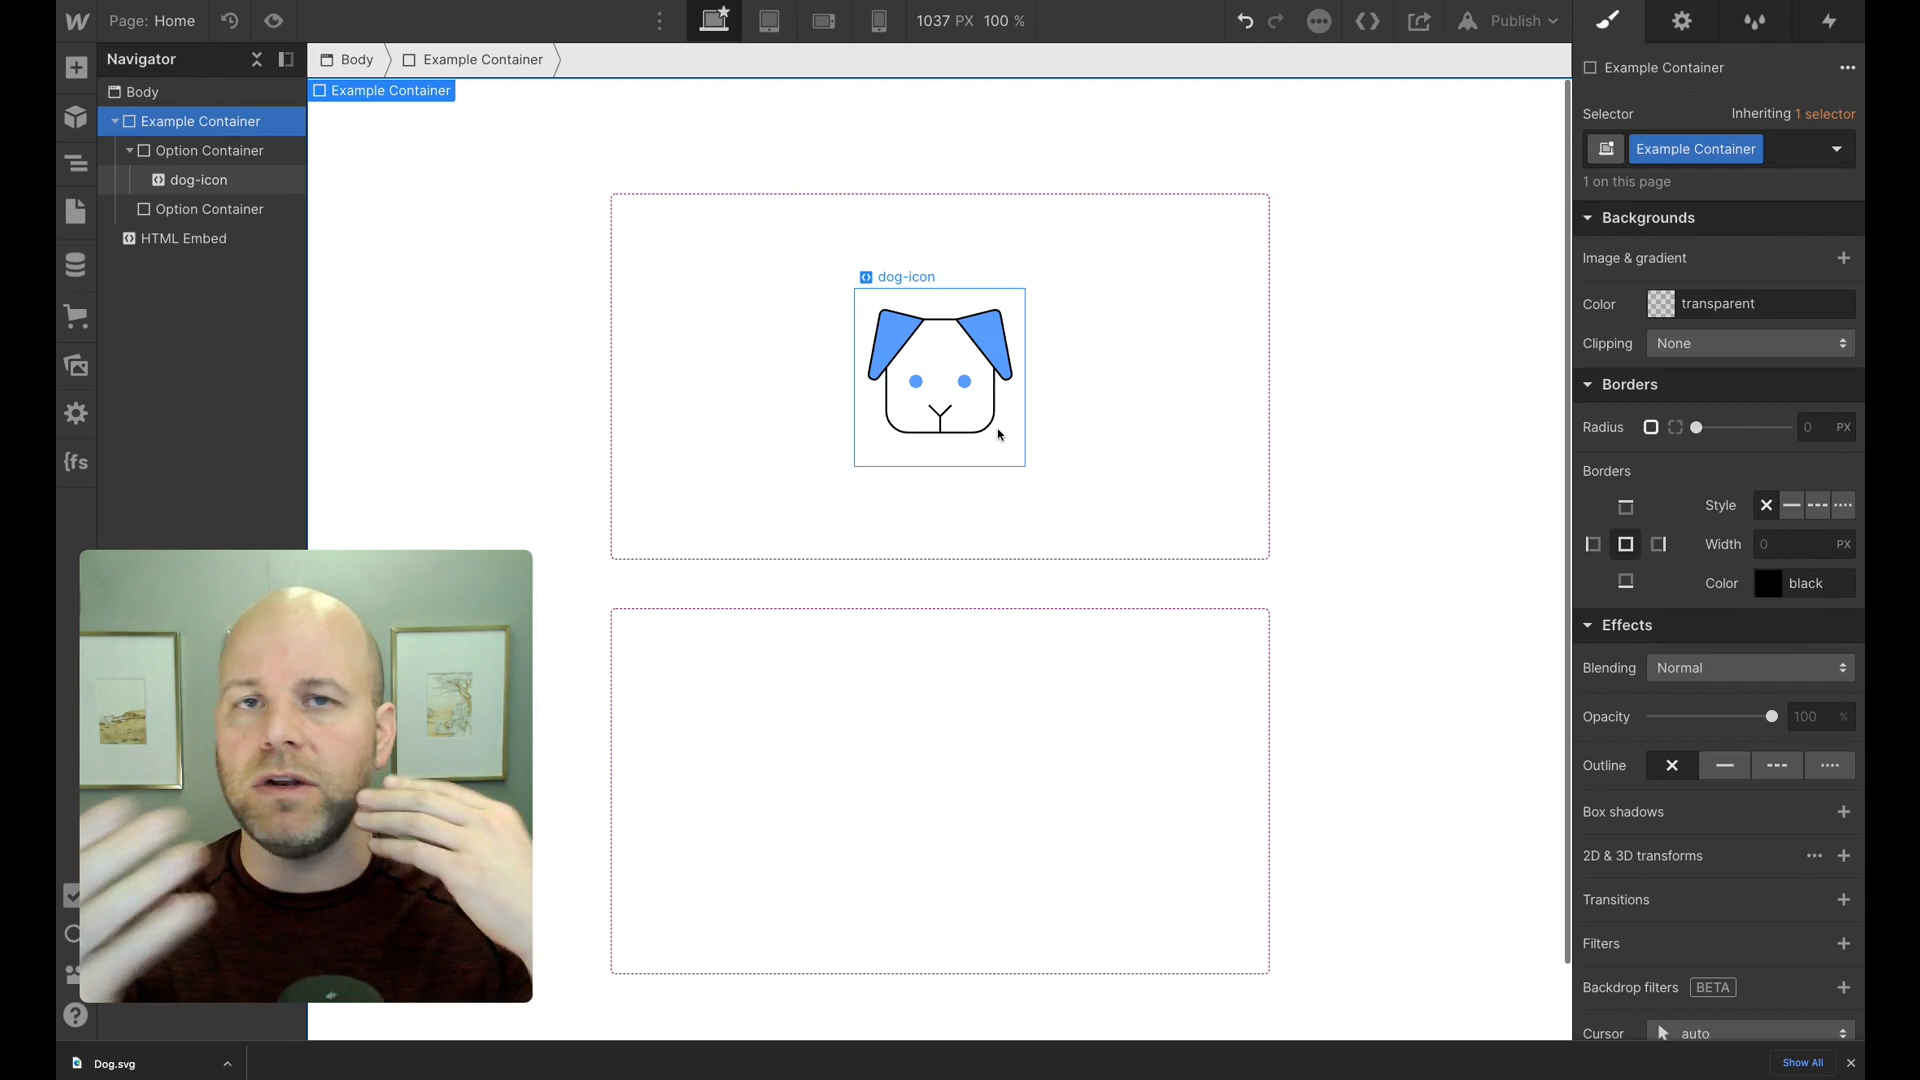 Page: Home
1037 PX 100 %
Publish
Navigator
Body
Example Container
Option Container
dog-icon
Option Container
HTML Embed
{fs
Body
Example Container
Example Container
dog-icon
Example Container
Selector
Inheriting 1 selector
Example Container
1 on this page
Backgrounds
Image & gradient
Color
transparent
Clipping
None
Borders
Radius
0 PX
Borders
Style
Width
0 PX
Color
black
Effects
Blending
Normal
Opacity
100 %
Outline
Box shadows
2D & 3D transforms
Transitions
Filters
Backdrop filters
BETA
Cursor
auto
Dog.svg
Show All